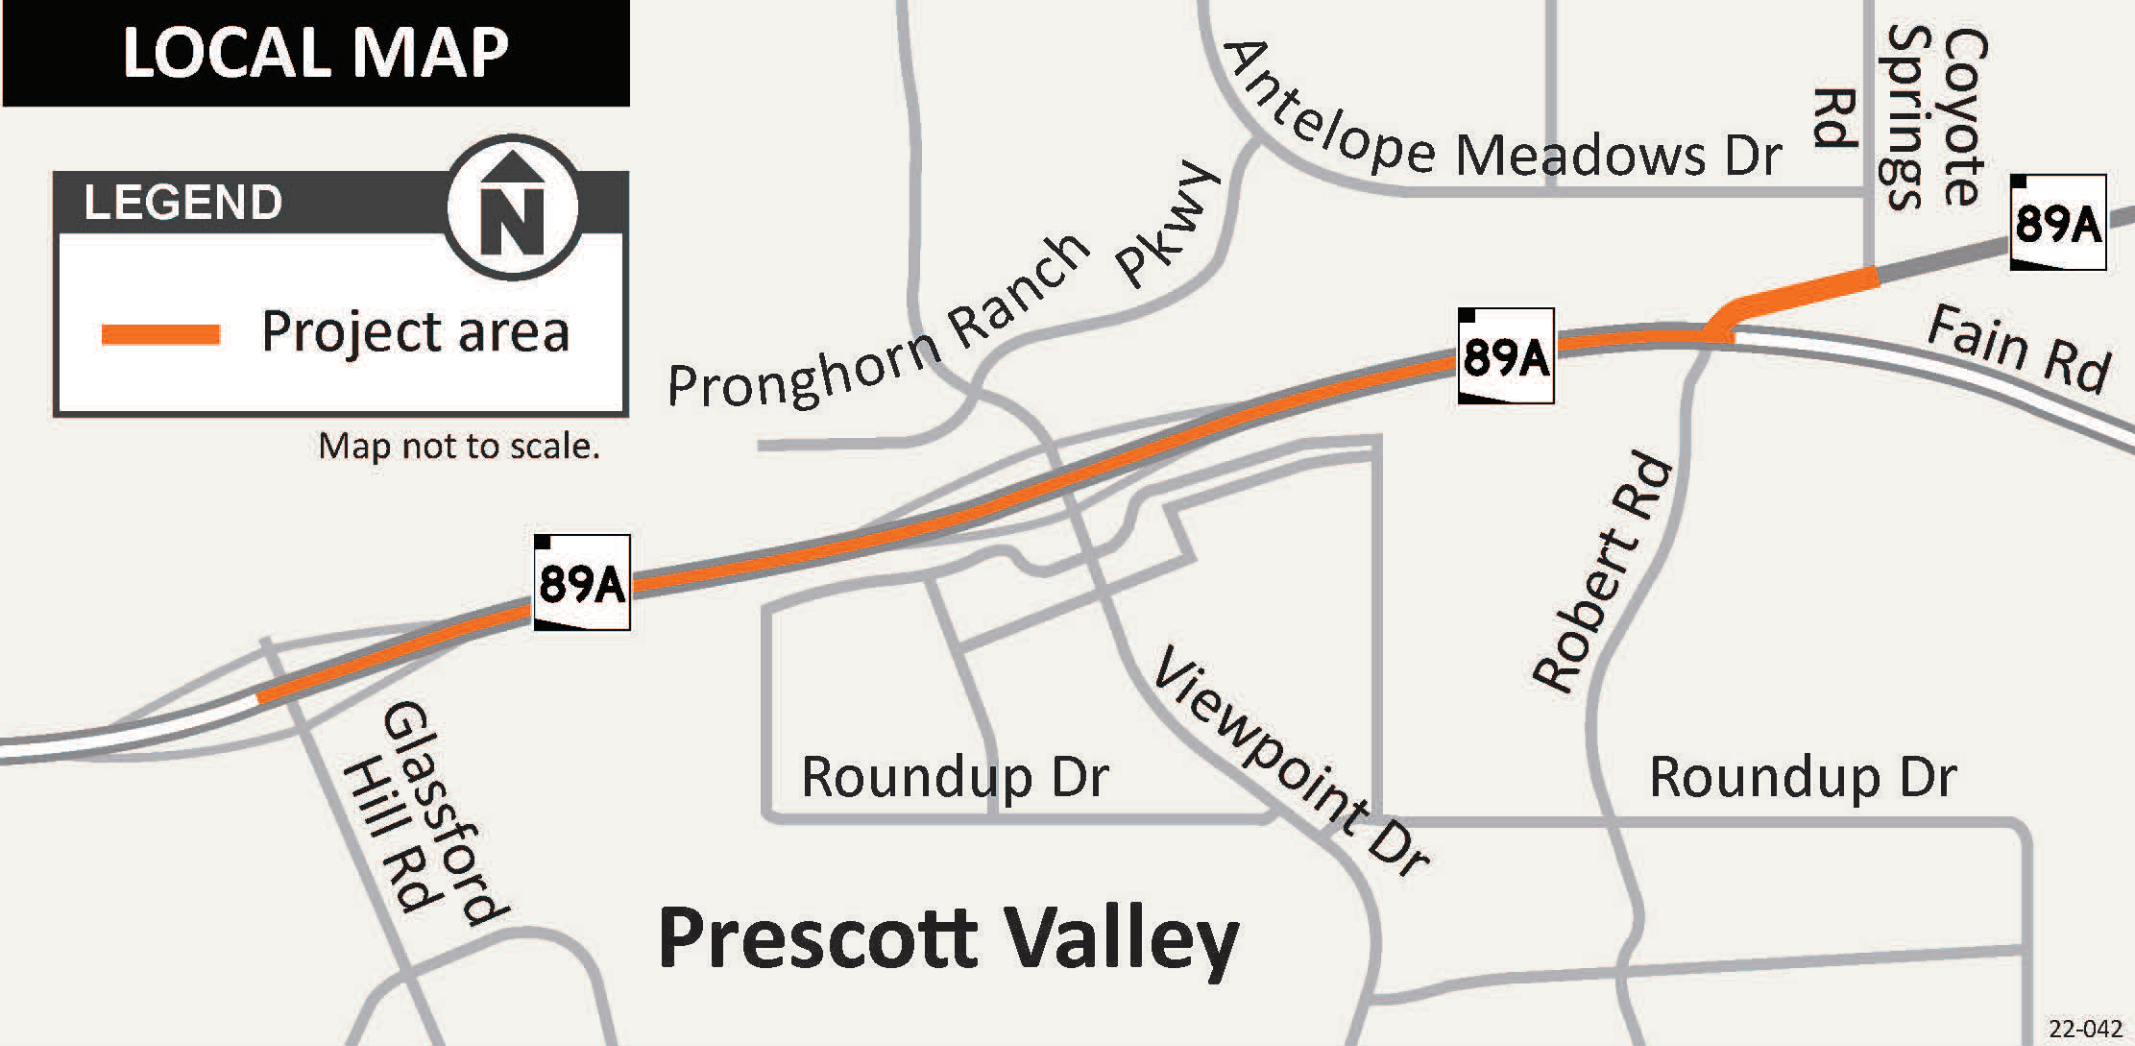 LOCAL MAP
LEGEND
N
Project area
Map not to scale.
Antelope Meadows Dr
Coyote
Springs
Rd
89A
Pronghorn Ranch Pkwy
89A
Fain Rd
89A
Robert Rd
Glassford
Hill Rd
Viewpoint Dr
Roundup Dr
Roundup Dr
Prescott Valley
22-042